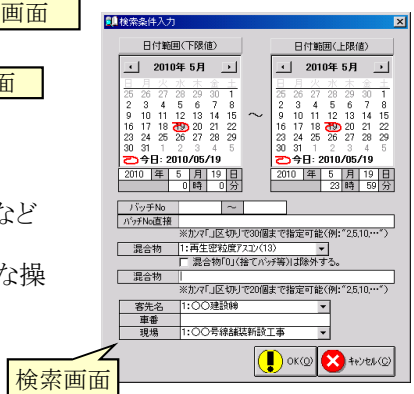 画面
面
など
な操
検索画面
検索条件入力
日付範囲(下限値) 日付範囲(上限値)
2010年 5月 2010年 5月
日 月 火 水 木 金 土 日 月 火 水 木 金 土
25 26 27 28 29 30 1 25 26 27 28 29 30 1
2 3 4 5 6 7 8 2 3 4 5 6 7 8
9 10 11 12 13 14 15 ～ 9 10 11 12 13 14 15
16 17 18 19 20 21 22 16 17 18 19 20 21 22
23 24 25 26 27 28 29 23 24 25 26 27 28 29
30 31 1 2 3 4 5 30 31 1 2 3 4 5
今日: 2010/05/19 今日: 2010/05/19
2010 年 5 月 19 日 2010 年 5 月 19 日
0 時 0 分 23 時 59 分
バッチNo ～
バッチNo直接
※カンマ「,」区切りで30個まで指定可能(例:"2,5,10,…")
混合物 1:再生密粒度アスコン(13)
混合物「0」(捨てバッチ等)は除外する。
混合物
※カンマ「,」区切りで20個まで指定可能(例:"2,5,10,…")
客先名 1:〇〇建設㈱
車番
現場 1:〇〇号線舗装新設工事
OK(O) キャンセル(C)